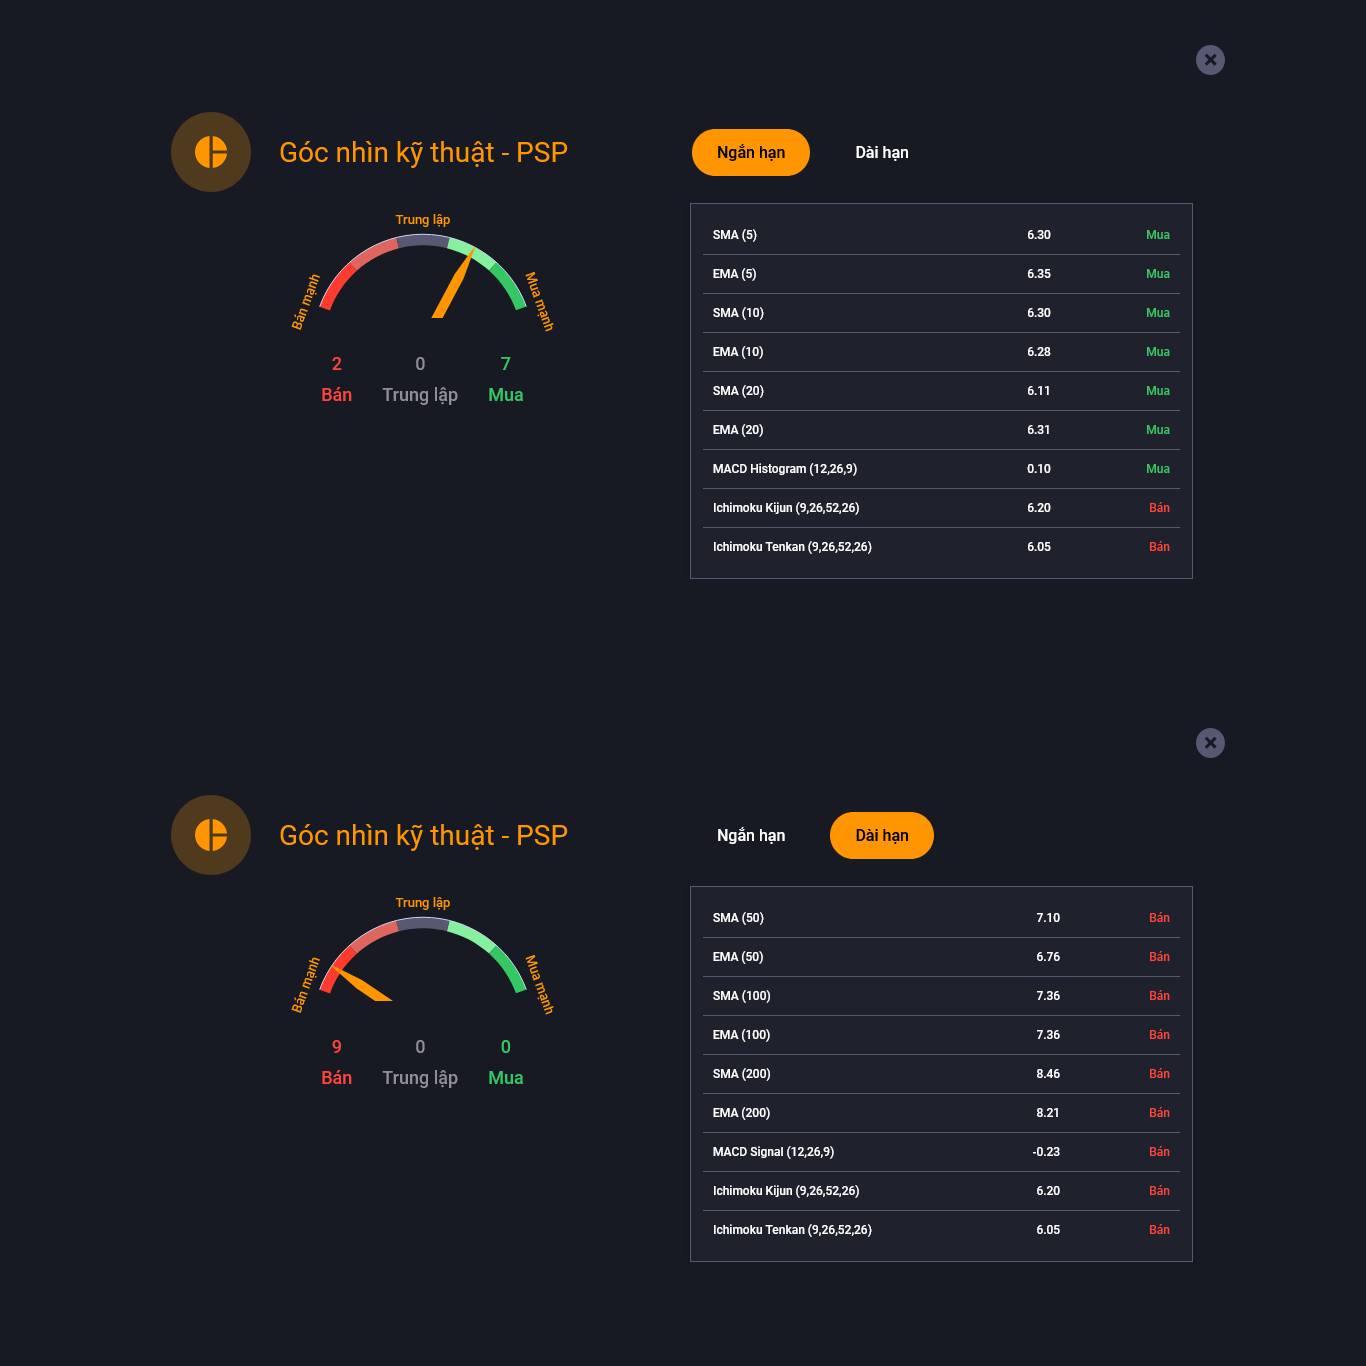 Góc nhìn kỹ thuật - PSP
Ngắn hạn
Dài hạn
Trung lập
Bán mạnh
Mua mạnh
2 0 7
Bán Trung lập Mua
SMA (5) 6.30 Mua
EMA (5) 6.35 Mua
SMA (10) 6.30 Mua
EMA (10) 6.28 Mua
SMA (20) 6.11 Mua
EMA (20) 6.31 Mua
MACD Histogram (12,26,9) 0.10 Mua
Ichimoku Kijun (9,26,52,26) 6.20 Bán
Ichimoku Tenkan (9,26,52,26) 6.05 Bán
Góc nhìn kỹ thuật - PSP
Ngắn hạn
Dài hạn
Trung lập
Bán mạnh
Mua mạnh
9 0 0
Bán Trung lập Mua
SMA (50) 7.10 Bán
EMA (50) 6.76 Bán
SMA (100) 7.36 Bán
EMA (100) 7.36 Bán
SMA (200) 8.46 Bán
EMA (200) 8.21 Bán
MACD Signal (12,26,9) -0.23 Bán
Ichimoku Kijun (9,26,52,26) 6.20 Bán
Ichimoku Tenkan (9,26,52,26) 6.05 Bán